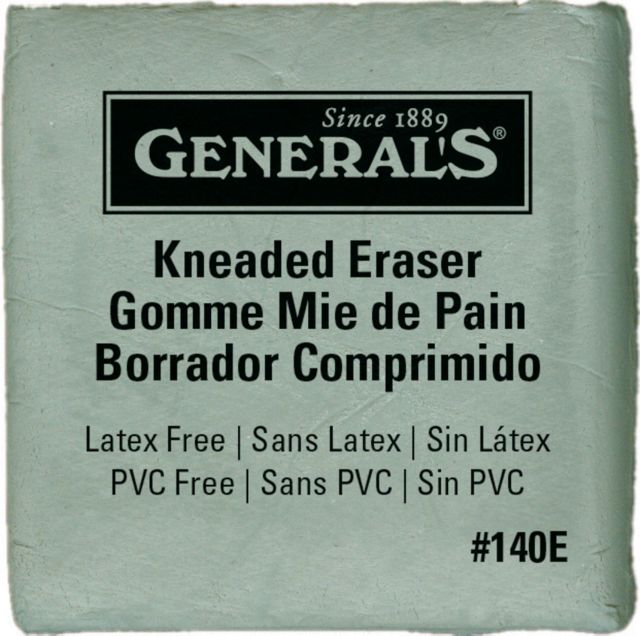 Since 1889
GENERAL'S®
Kneaded Eraser
Gomme Mie de Pain
Borrador Comprimido
Latex Free | Sans Latex | Sin Látex
PVC Free | Sans PVC | Sin PVC
#140E